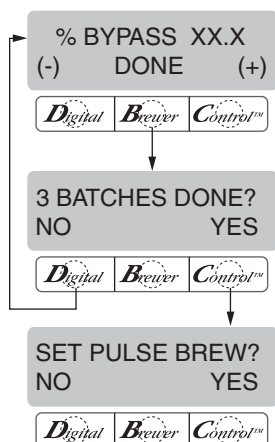 % BYPASS XX.X
(-) DONE (+)
Digital Brewer Control™
3 BATCHES DONE?
NO YES
Digital Brewer Control™
SET PULSE BREW?
NO YES
Digital Brewer Control™